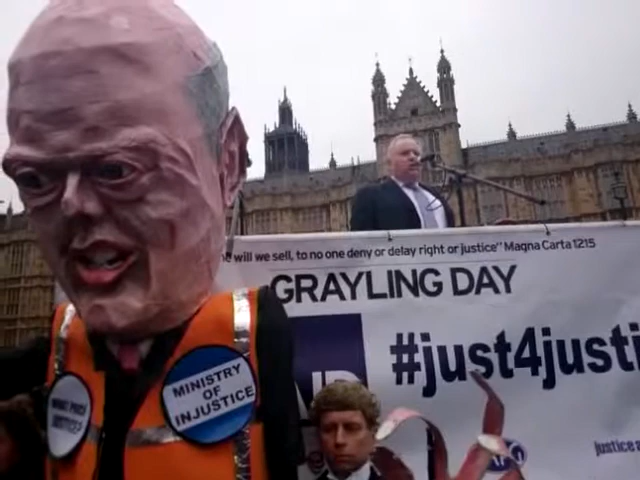 will we sell, to no one deny or delay right or justice" Magna Carta 1215
GRAYLING DAY
#just4justi
justice
MINISTRY
OF
INJUSTICE